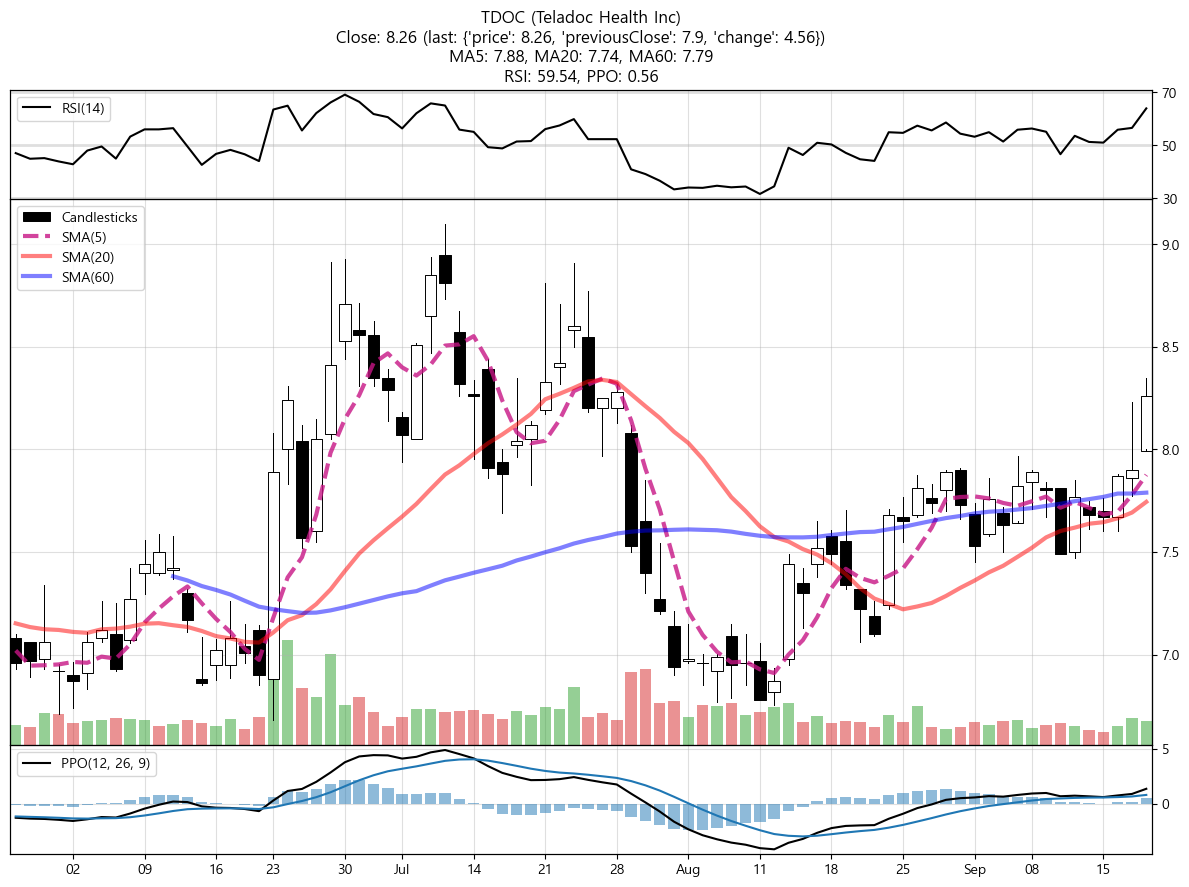 TDOC (Teladoc Health Inc)
Close: 8.26 (last: {'price': 8.26, 'previousClose': 7.9, 'change': 4.56})
MA5: 7.88, MA20: 7.74, MA60: 7.79
RSI: 59.54, PPO: 0.56
RSI(14)
70
50
30
Candlesticks
SMA(5)
SMA(20)
SMA(60)
9.0
8.5
8.0
7.5
7.0
PPO(12, 26, 9)
5
0
02 09 16 23 30 Jul 14 21 28 Aug 11 18 25 Sep 08 15